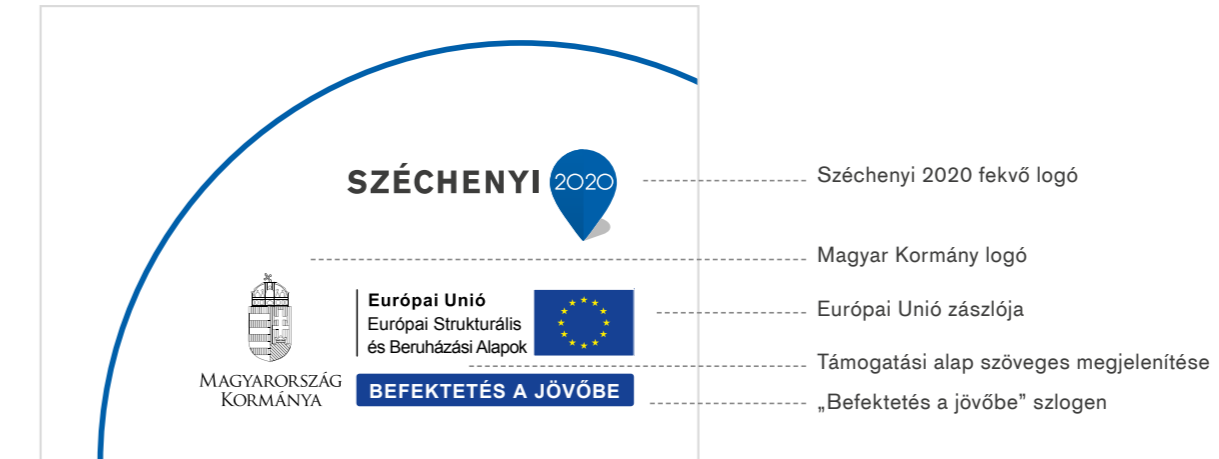 SZÉCHENYI 2020
Széchenyi 2020 fekvő logó
Magyar Kormány logó
Európai Unió
Európai Strukturális
és Beruházási Alapok
Európai Unió zászlója
Támogatási alap szöveges megjelenítése
MAGYARORSZÁG
KORMÁNYA
BEFEKTETÉS A JÖVŐBE
„Befektetés a jövőbe” szlogen